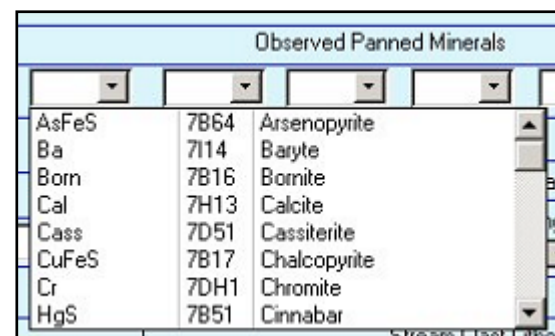 Observed Panned Minerals
AsFeS 7B64 Arsenopyrite
Ba 7I14 Baryte
Born 7B16 Bornite
Cal 7H13 Calcite
Cass 7D51 Cassiterite
CuFeS 7B17 Chalcopyrite
Cr 7DH1 Chromite
HgS 7B51 Cinnabar